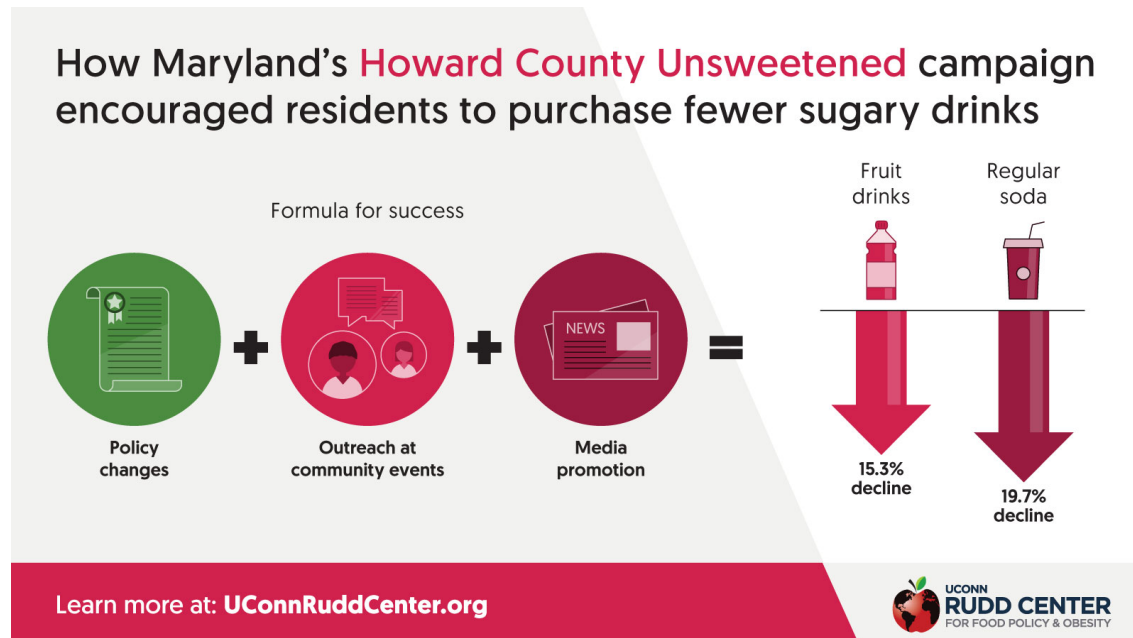 How Maryland's Howard County Unsweetened campaign
encouraged residents to purchase fewer sugary drinks
Formula for success
Policy
changes
Outreach at
community events
NEWS
Media
promotion
Fruit
drinks
Regular
soda
15.3%
decline
19.7%
decline
Learn more at: UConnRuddCenter.org
UCONN
RUDD CENTER
FOR FOOD POLICY & OBESITY